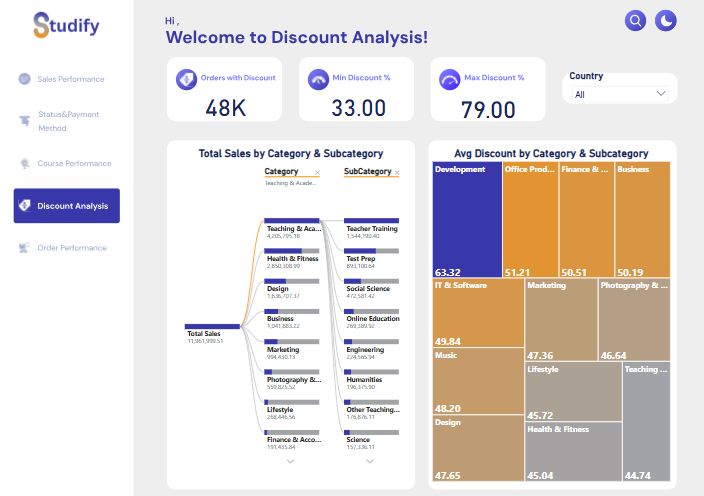 Studify
Hi ,
Welcome to Discount Analysis!
Sales Performance
Status&Payment
Method
Course Performance
Discount Analysis
Order Performance
Orders with Discount
48K
Min Discount %
33.00
Max Discount %
79.00
Country
All
Total Sales by Category & Subcategory
Category
Teaching & Acade...
SubCategory
Total Sales
11,961,999.51
Teaching & Aca...
4,205,795.18
Health & Fitness
2,850,308.99
Design
1,636,707.37
Business
1,041,883.22
Marketing
994,430.13
Photography &...
559,825.52
Lifestyle
268,446.56
Finance & Acco...
191,435.84
Teacher Training
1,544,190.40
Test Prep
893,100.64
Social Science
472,581.42
Online Education
269,389.92
Engineering
224,565.94
Humanities
196,375.90
Other Teaching...
176,876.11
Science
157,336.11
Avg Discount by Category & Subcategory
Development
63.32
Office Prod...
51.21
Finance & ...
50.51
Business
50.19
IT & Software
49.84
Music
48.20
Design
47.65
Marketing
47.36
Photography & ...
46.64
Lifestyle
45.72
Health & Fitness
45.04
Teaching ...
44.74